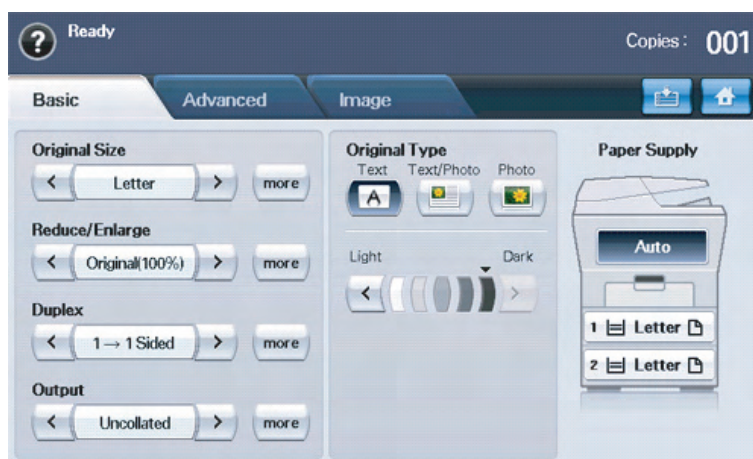 ? Ready
Copies: 001
Basic Advanced Image
Original Size
< Letter > more
Reduce/Enlarge
< Original(100%) > more
Duplex
< 1 → 1 Sided > more
Output
< Uncollated > more
Original Type
Text Text/Photo Photo
A
Light Dark
< >
Paper Supply
Auto
1 Letter
2 Letter